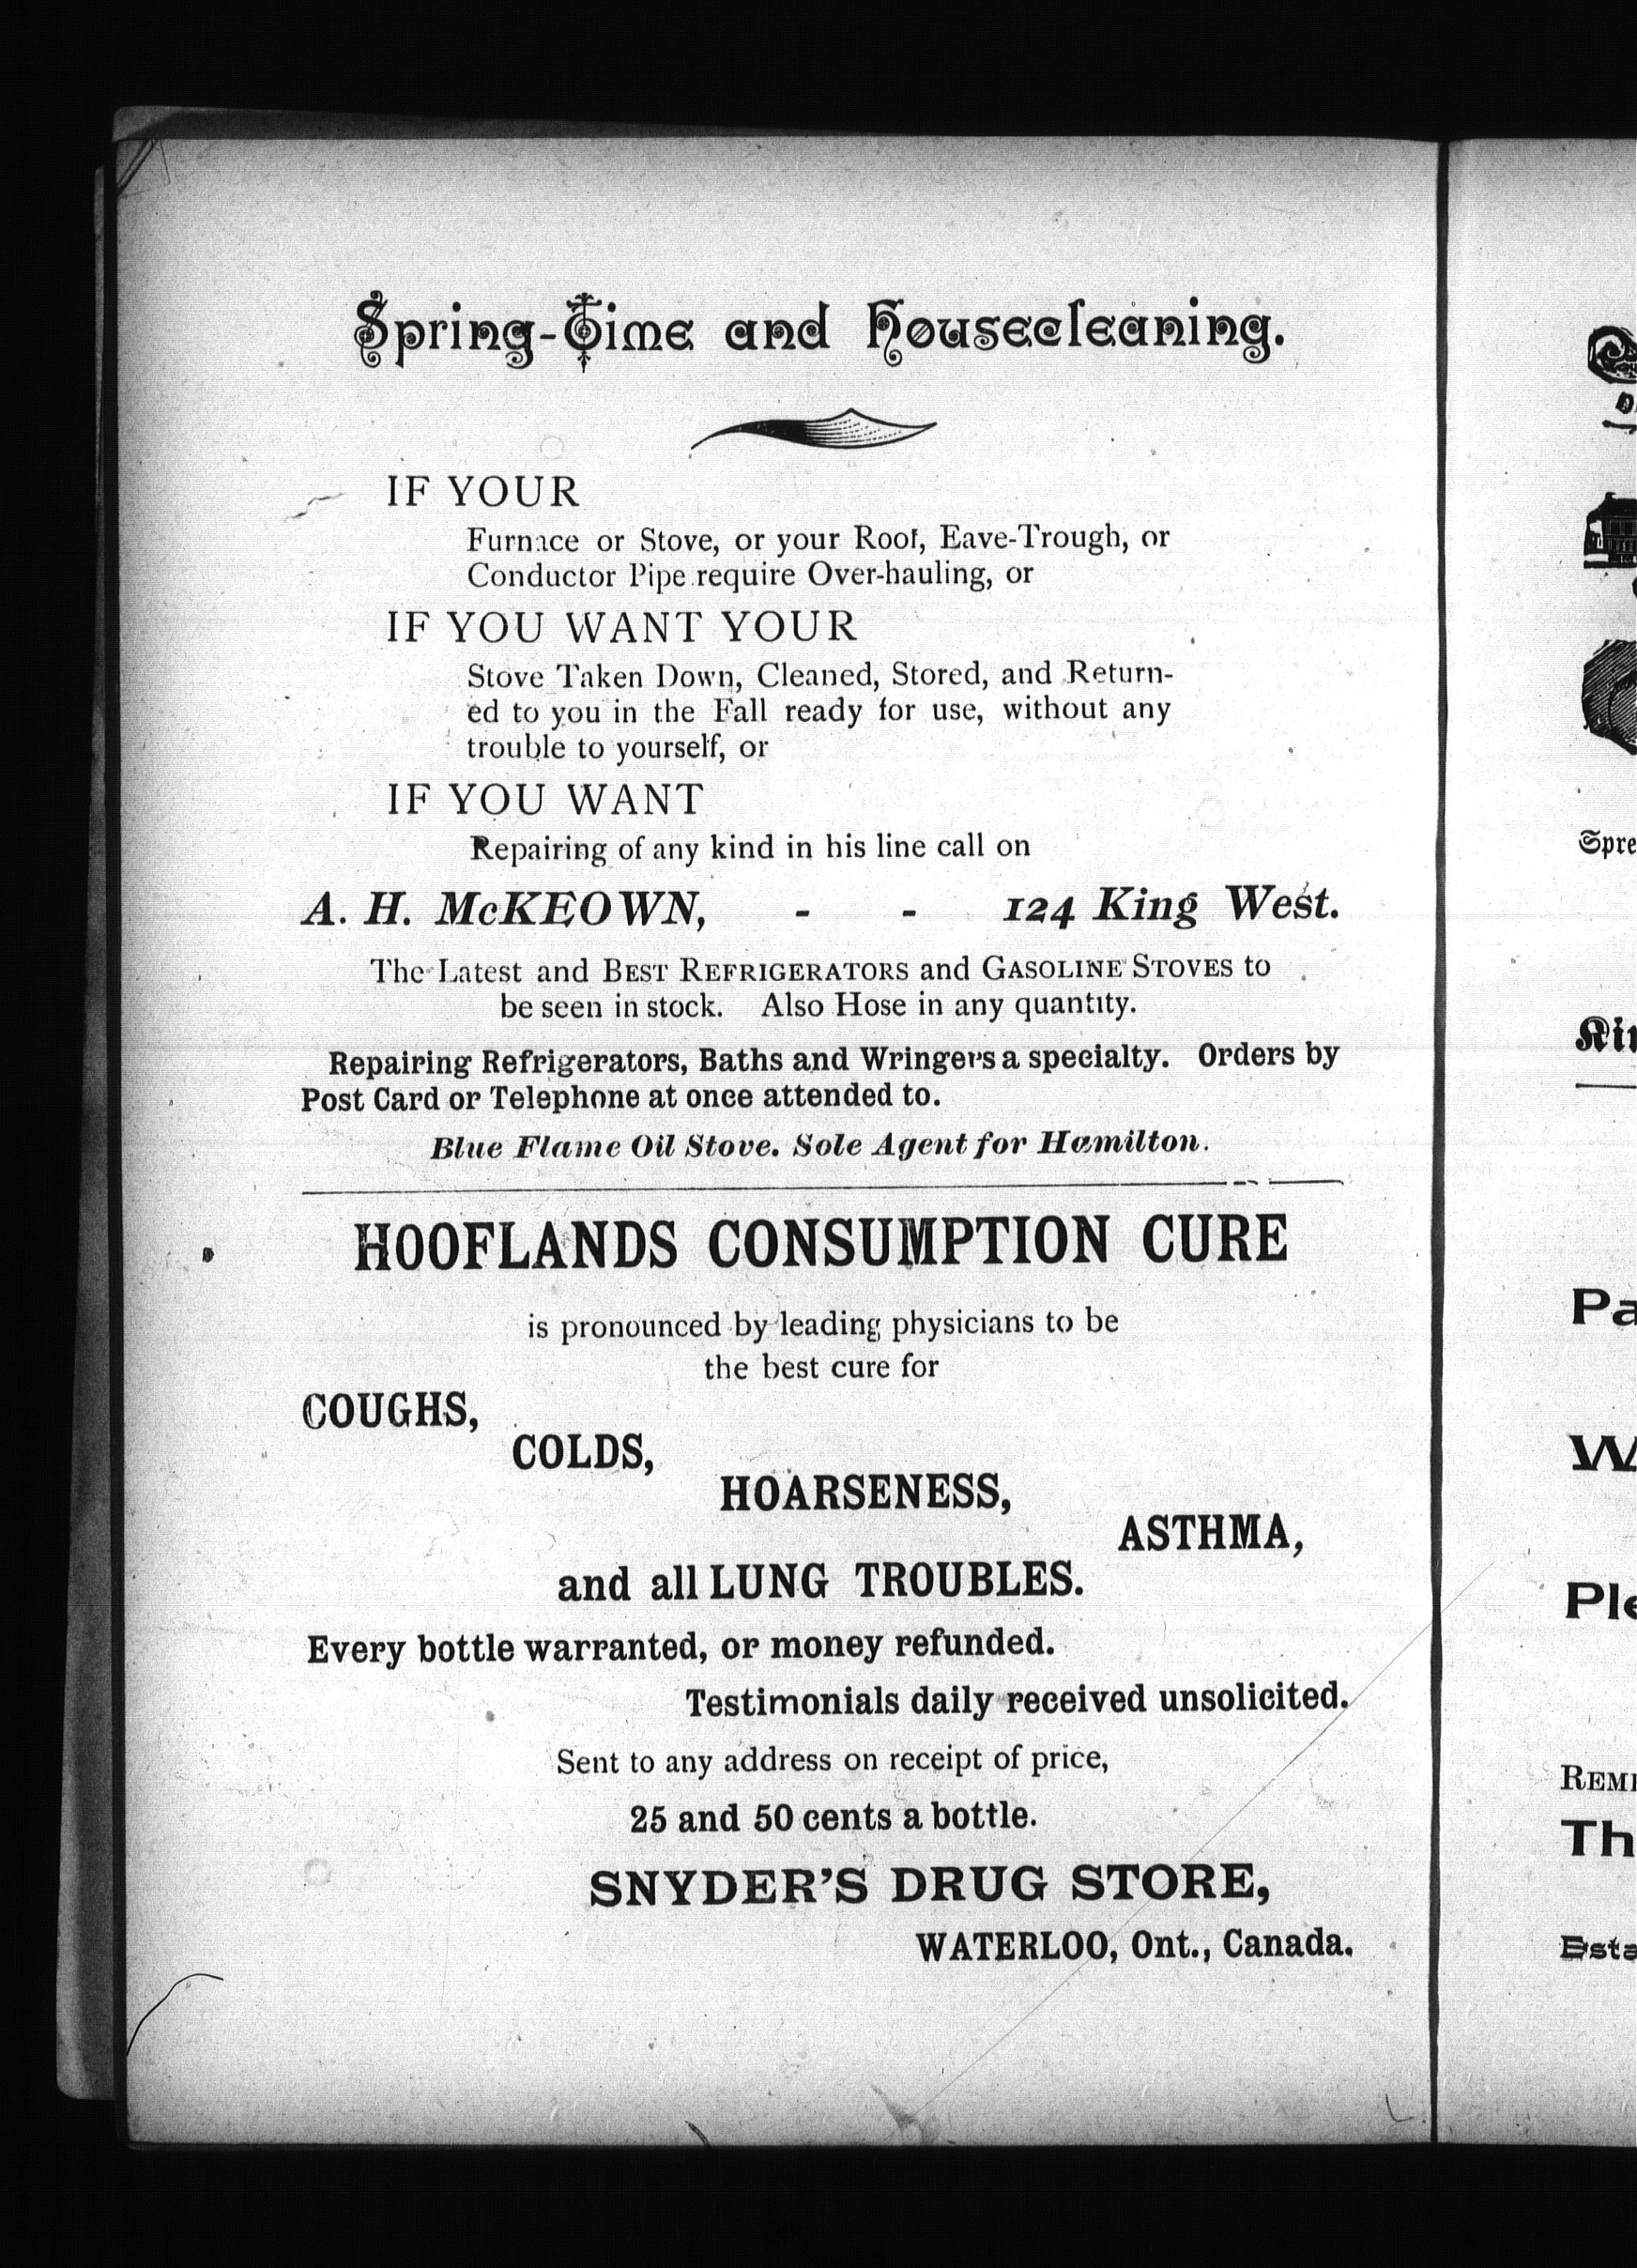 Spring-Time and Housecleaning.
IF YOUR
Furnace or Stove, or your Roof, Eave-Trough, or
Conductor Pipe require Over-hauling, or
IF YOU WANT YOUR
Stove Taken Down, Cleaned, Stored, and Return-
ed to you in the Fall ready for use, without any
trouble to yourself, or
IF YOU WANT
Repairing of any kind in his line call on
A. H. McKEOWN, - - 124 King West.
The Latest and BEST REFRIGERATORS and GASOLINE STOVES to
be seen in stock. Also Hose in any quantity.
Repairing Refrigerators, Baths and Wringers a specialty. Orders by
Post Card or Telephone at once attended to.
Blue Flame Oil Stove. Sole Agent for Hamilton.
HOOFLANDS CONSUMPTION CURE
is pronounced by leading physicians to be
the best cure for
COUGHS,
COLDS,
HOARSENESS,
ASTHMA,
and all LUNG TROUBLES.
Every bottle warranted, or money refunded.
Testimonials daily received unsolicited.
Sent to any address on receipt of price,
25 and 50 cents a bottle.
SNYDER'S DRUG STORE,
WATERLOO, Ont., Canada.
Spre
Pa
W
Ple
REM
Th
Esta